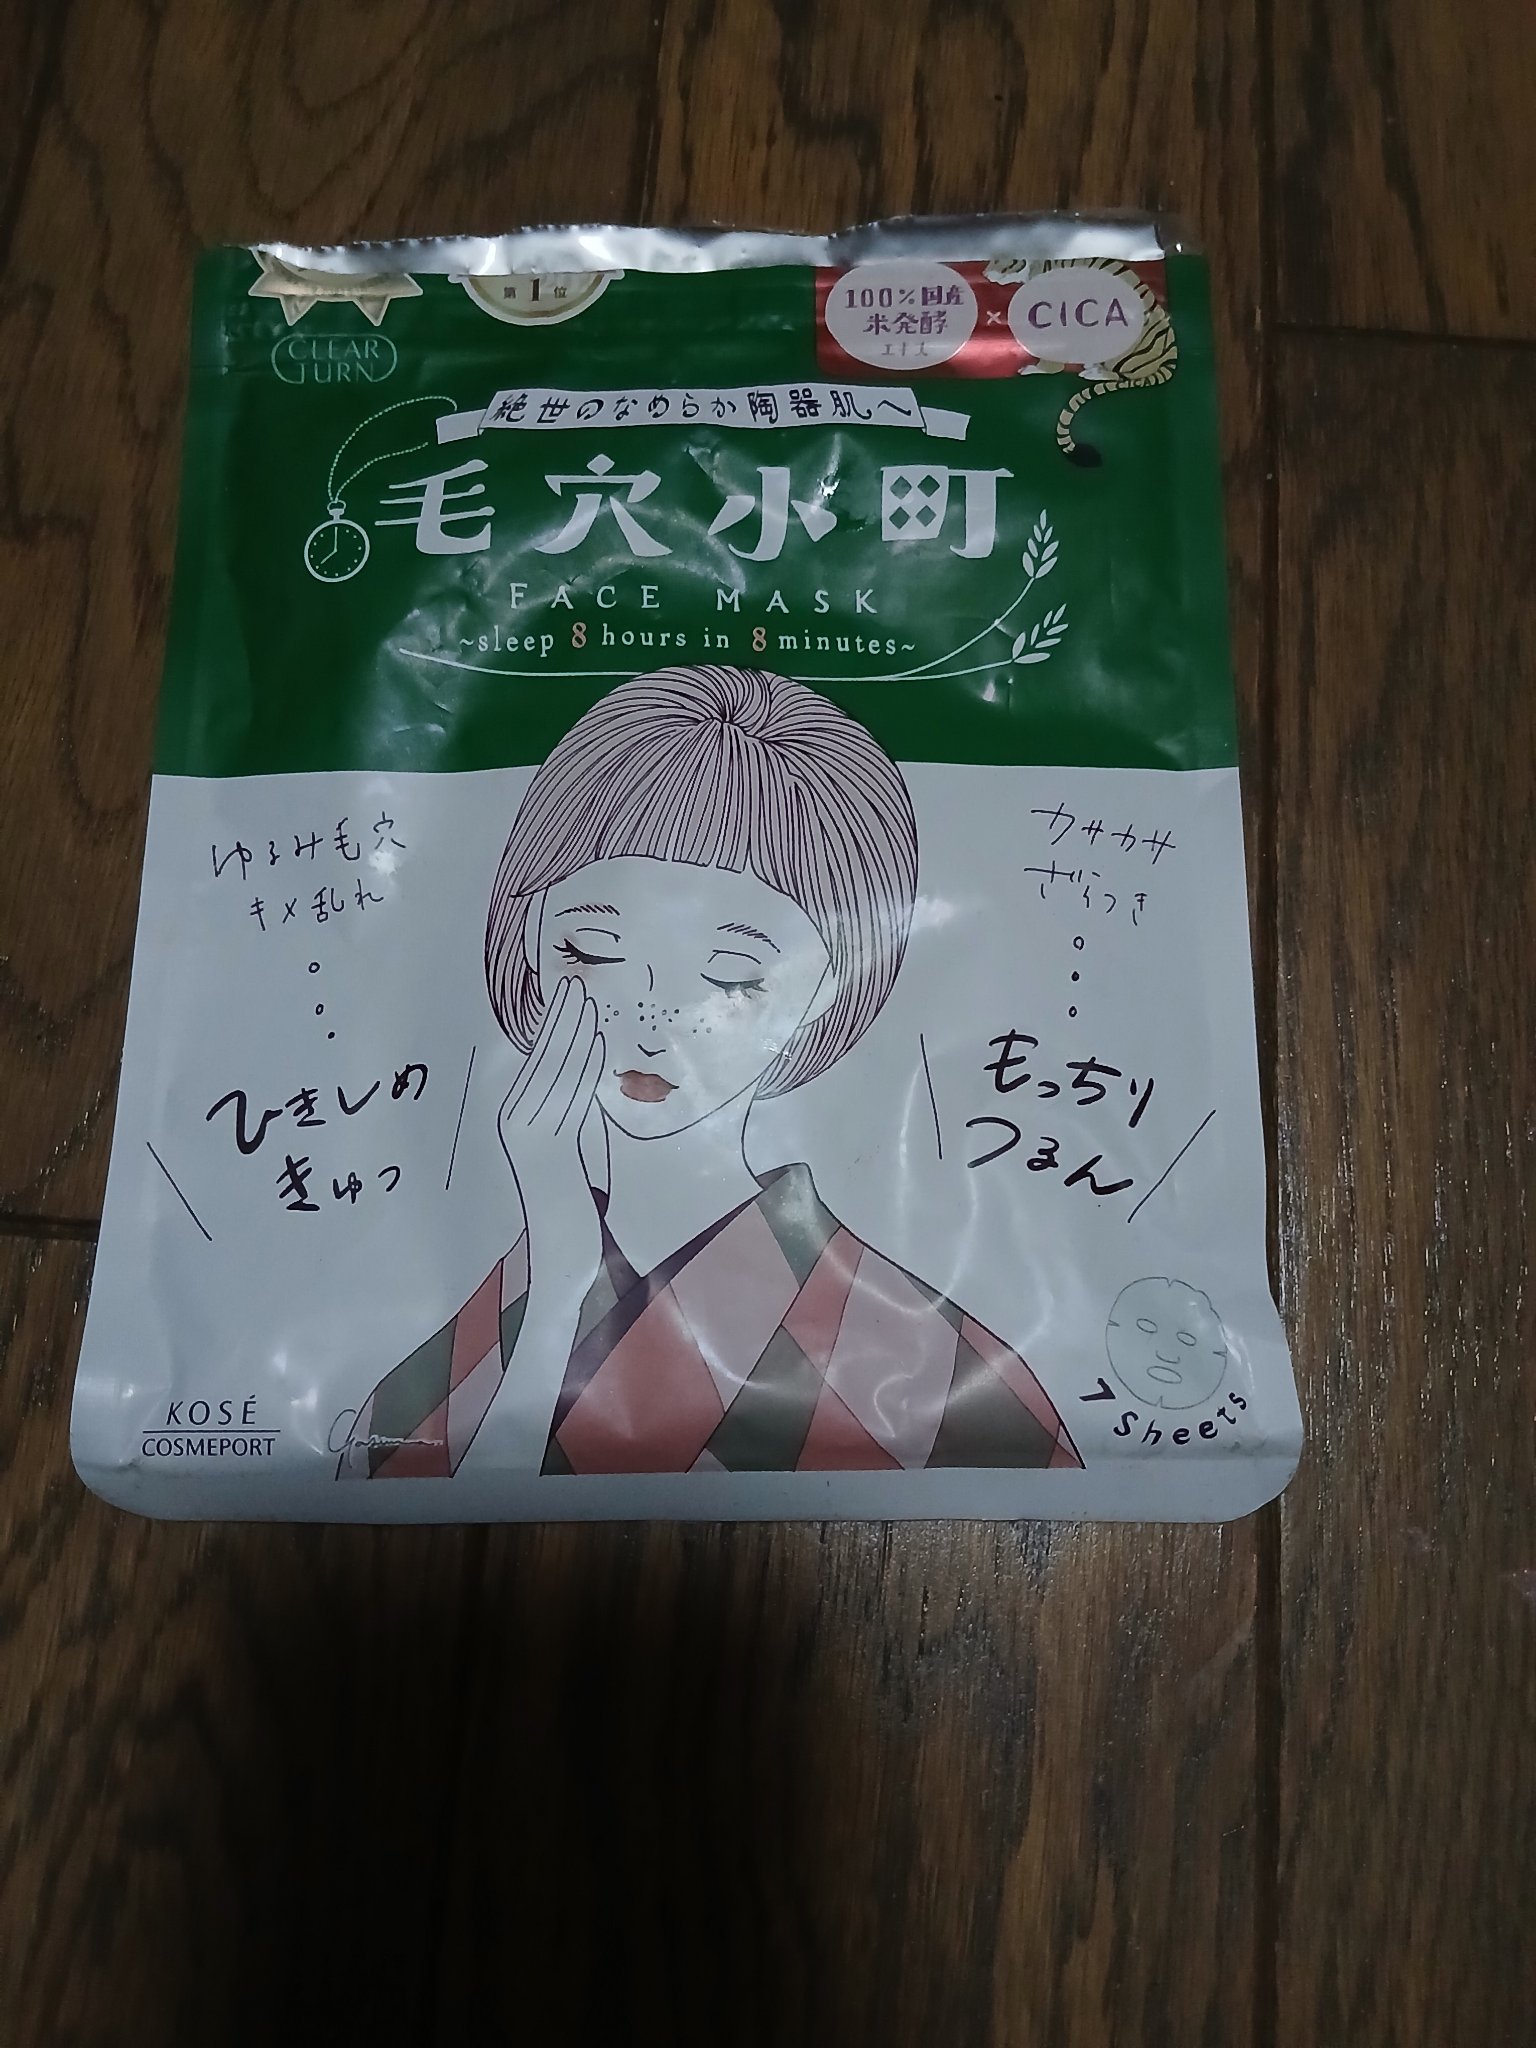 第1位
100%国産
米発酵
エキス
×
CICA
CICA
CLEAR
TURN
絶世のなめらか陶器肌へ
毛穴小町
FACE MASK
~sleep 8 hours in 8 minutes~
ゆるみ毛穴
キメ乱れ
ひきしめ
きゅっ
カサカサ
ざらつき
もっちり
つるん
7 Sheets
KOSÉ
COSMEPORT